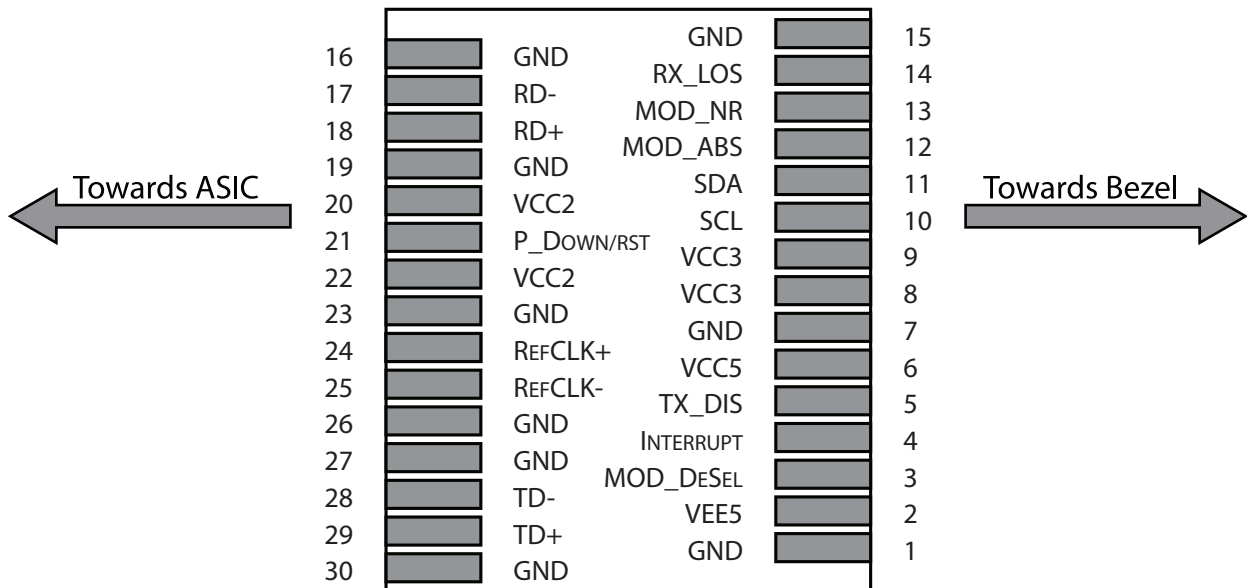 GND 15
16 GND
RX_LOS 14
17 RD-
MOD_NR 13
18 RD+
MOD_ABS 12
19 GND
SDA 11
Towards ASIC
Towards Bezel
20 VCC2
SCL 10
21 P_DOWN/RST
VCC3 9
22 VCC2
VCC3 8
23 GND
GND 7
24 REFCLK+
VCC5 6
25 REFCLK-
TX_DIS 5
26 GND
INTERRUPT 4
27 GND
MOD_DESEL 3
28 TD-
VEE5 2
29 TD+
GND 1
30 GND